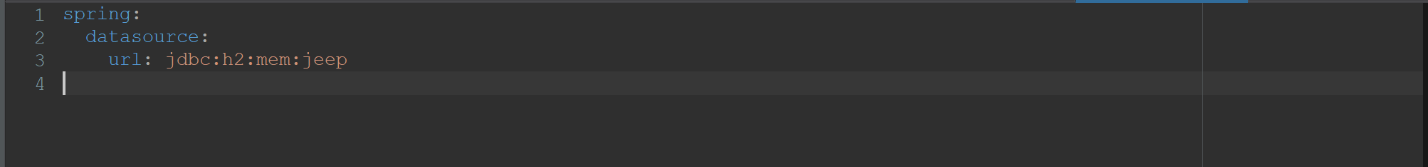 1 spring:
2   datasource:
3     url: jdbc:h2:mem:jeep
4